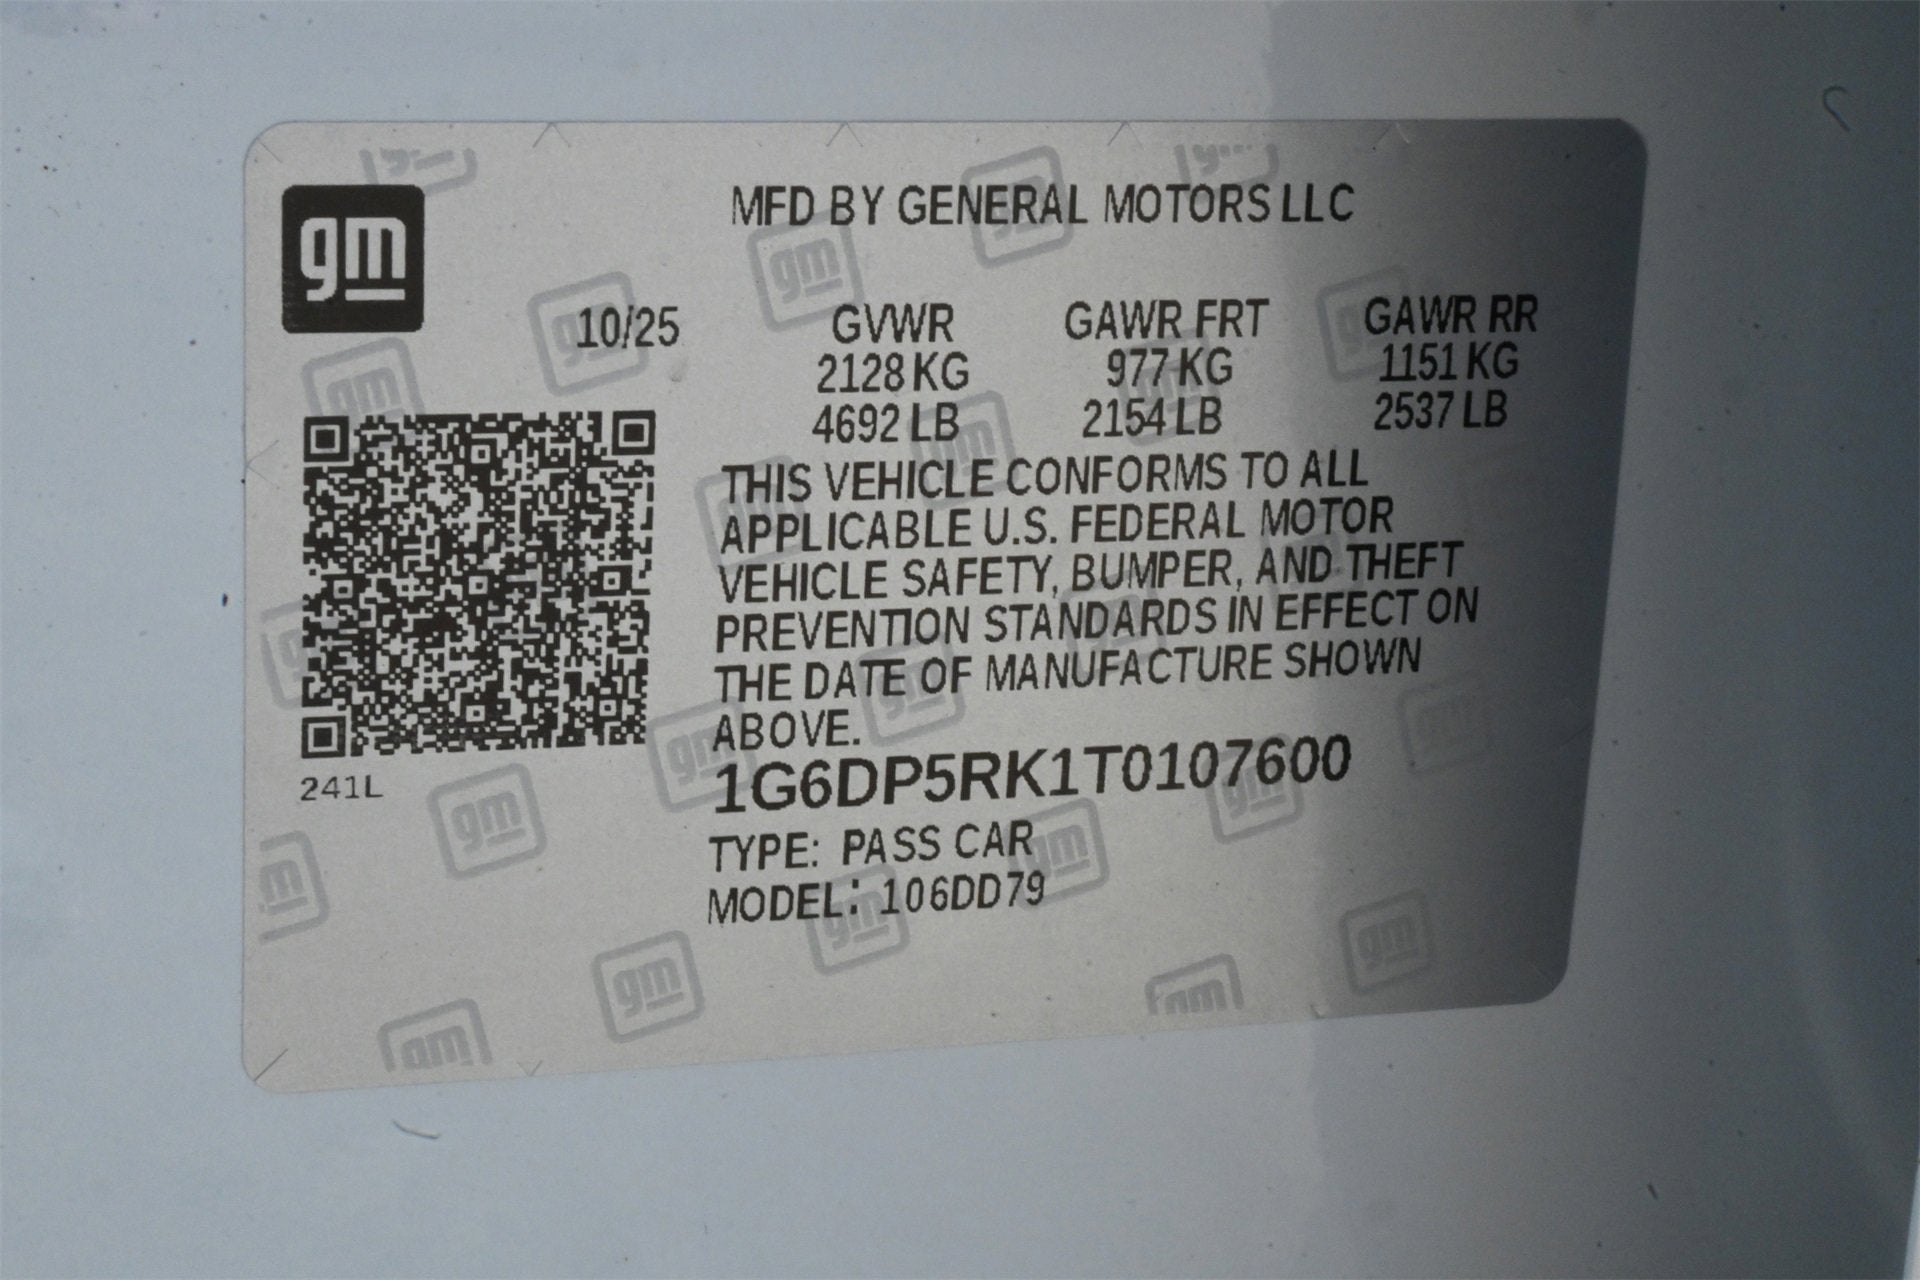 gm
MFD BY GENERAL MOTORS LLC
10/25
GVWR GAWR FRT GAWR RR
2128 KG 977 KG 1151 KG
4692 LB 2154 LB 2537 LB
THIS VEHICLE CONFORMS TO ALL
APPLICABLE U.S. FEDERAL MOTOR
VEHICLE SAFETY, BUMPER, AND THEFT
PREVENTION STANDARDS IN EFFECT ON
THE DATE OF MANUFACTURE SHOWN
ABOVE.
1G6DP5RK1T0107600
241L
TYPE: PASS CAR
MODEL: 106DD79